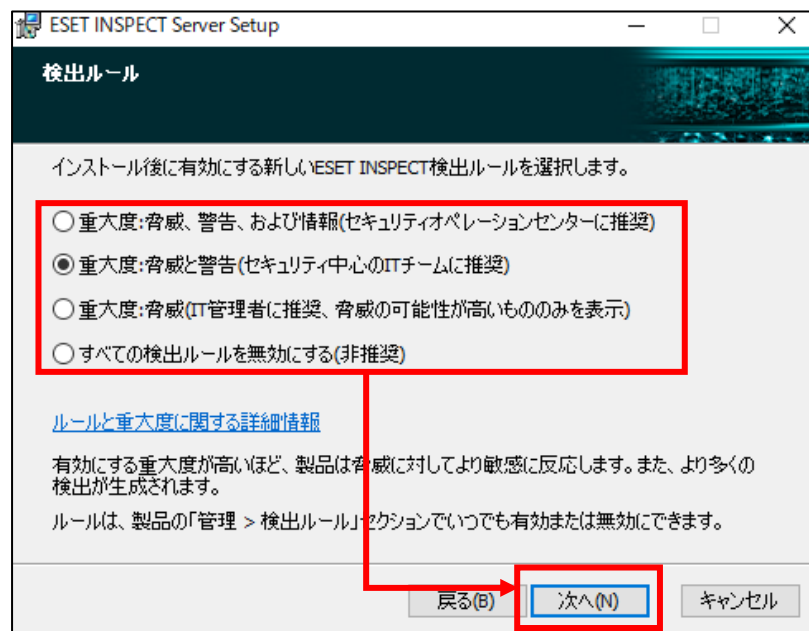 ESET INSPECT Server Setup
検出ルール
インストール後に有効にする新しいESET INSPECT検出ルールを選択します。
重大度:脅威、警告、および情報(セキュリティオペレーションセンターに推奨)
重大度:脅威と警告(セキュリティ中心のITチームに推奨)
重大度:脅威(IT管理者に推奨、脅威の可能性が高いもののみを表示)
すべての検出ルールを無効にする(非推奨)
ルールと重大度に関する詳細情報
有効にする重大度が高いほど、製品は脅威に対してより敏感に反応します。また、より多くの
検出が生成されます。
ルールは、製品の「管理 > 検出ルール」セクションでいつでも有効または無効にできます。
戻る(B)
次へ(N)
キャンセル